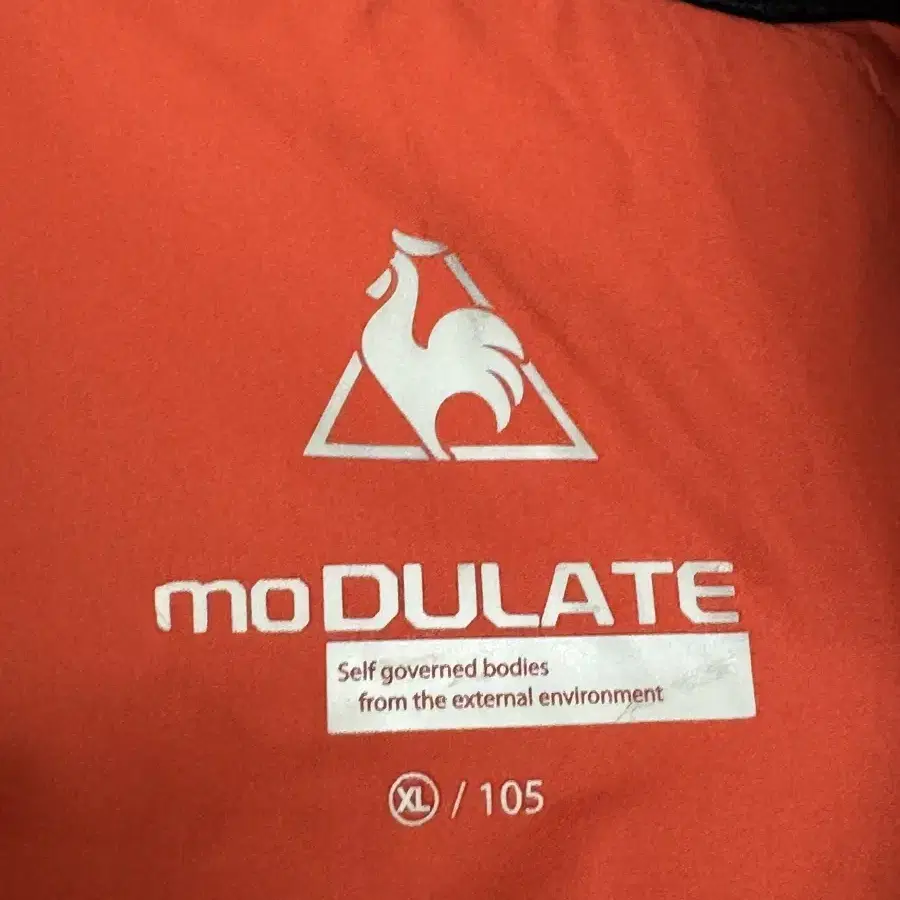 moDULATE
Self governed bodies
from the external environment
XL / 105